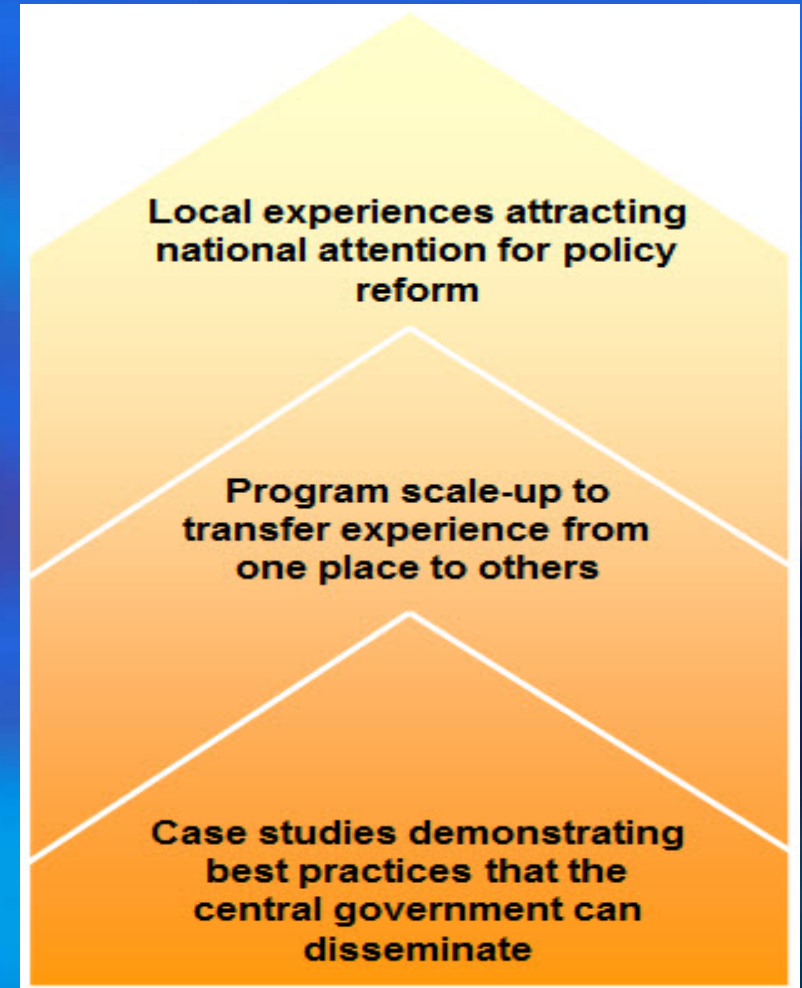 Local experiences attracting
national attention for policy
reform
Program scale-up to
transfer experience from
one place to others
Case studies demonstrating
best practices that the
central government can
disseminate